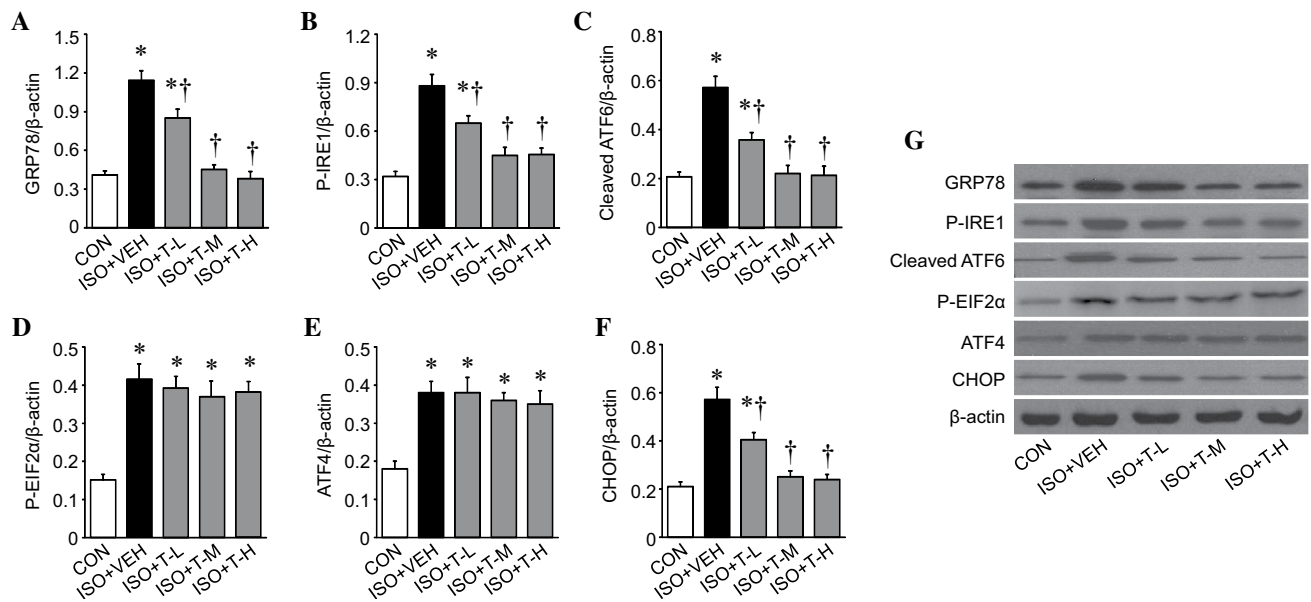 A
GRP78/β-actin
1.5
1.2
0.9
0.6
0.3
0
*
*†
†
†
CON
ISO+VEH
ISO+T-L
ISO+T-M
ISO+T-H
B
P-IRE1/β-actin
1.2
0.9
0.6
0.3
0
*
*†
†
†
CON
ISO+VEH
ISO+T-L
ISO+T-M
ISO+T-H
C
Cleaved ATF6/β-actin
0.8
0.6
0.4
0.2
0
*
*†
†
†
CON
ISO+VEH
ISO+T-L
ISO+T-M
ISO+T-H
D
P-EIF2α/β-actin
0.5
0.4
0.3
0.2
0.1
0
*
*
*
*
CON
ISO+VEH
ISO+T-L
ISO+T-M
ISO+T-H
E
ATF4/β-actin
0.5
0.4
0.3
0.2
0.1
0
*
*
*
*
CON
ISO+VEH
ISO+T-L
ISO+T-M
ISO+T-H
F
CHOP/β-actin
0.8
0.6
0.4
0.2
0
*
*†
†
†
CON
ISO+VEH
ISO+T-L
ISO+T-M
ISO+T-H
G
GRP78
P-IRE1
Cleaved ATF6
P-EIF2α
ATF4
CHOP
β-actin
CON
ISO+VEH
ISO+T-L
ISO+T-M
ISO+T-H